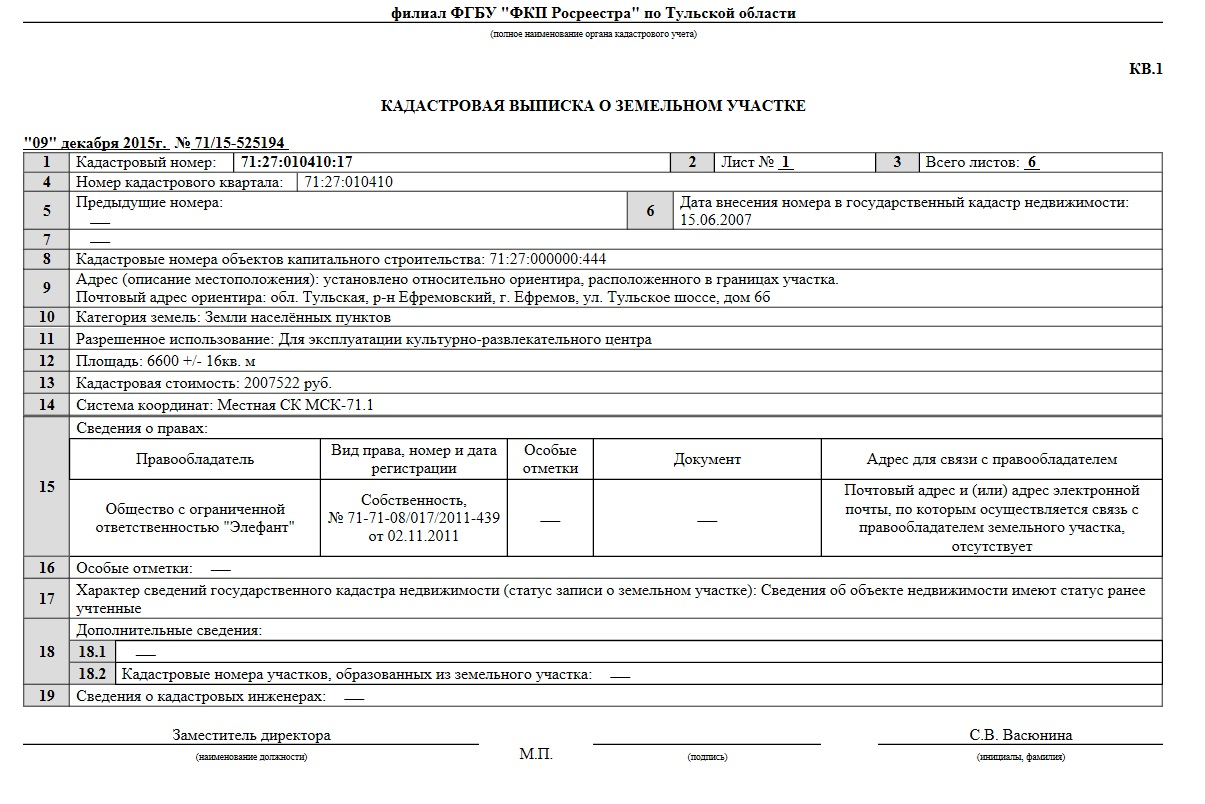 филиал ФГБУ "ФКП Росреестра" по Тульской области
(полное наименование органа кадастрового учета)
КВ.1
КАДАСТРОВАЯ ВЫПИСКА О ЗЕМЕЛЬНОМ УЧАСТКЕ
"09" декабря 2015г. № 71/15-525194
1 Кадастровый номер: 71:27:010410:17 2 Лист № 1 3 Всего листов: 6
4 Номер кадастрового квартала: 71:27:010410
5 Предыдущие номера: — 6 Дата внесения номера в государственный кадастр недвижимости:
15.06.2007
7 —
8 Кадастровые номера объектов капитального строительства: 71:27:000000:444
9 Адрес (описание местоположения): установлено относительно ориентира, расположенного в границах участка.
Почтовый адрес ориентира: обл. Тульская, р-н Ефремовский, г. Ефремов, ул. Тульское шоссе, дом 6б
10 Категория земель: Земли населённых пунктов
11 Разрешенное использование: Для эксплуатации культурно-развлекательного центра
12 Площадь: 6600 +/- 16кв. м
13 Кадастровая стоимость: 2007522 руб.
14 Система координат: Местная СК МСК-71.1
15 Сведения о правах:
Правообладатель
Вид права, номер и дата
регистрации
Особые
отметки
Документ
Адрес для связи с правообладателем
Общество с ограниченной
ответственностью "Элефант"
Собственность,
№ 71-71-08/017/2011-439
от 02.11.2011
—
—
Почтовый адрес и (или) адрес электронной
почты, по которым осуществляется связь с
правообладателем земельного участка,
отсутствует
16 Особые отметки: —
17 Характер сведений государственного кадастра недвижимости (статус записи о земельном участке): Сведения об объекте недвижимости имеют статус ранее
учтенные
18 Дополнительные сведения:
18.1 —
18.2 Кадастровые номера участков, образованных из земельного участка: —
19 Сведения о кадастровых инженерах: —
Заместитель директора
С.В. Васюнина
М.П.
(наименование должности)
(подпись)
(инициалы, фамилия)